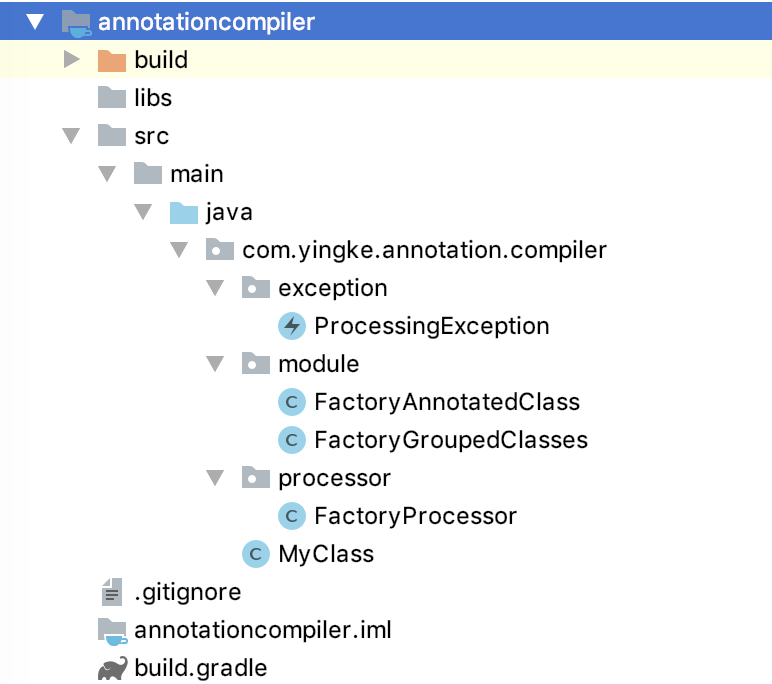 annotationcompiler
build
libs
src
main
java
com.yingke.annotation.compiler
exception
ProcessingException
module
C FactoryAnnotatedClass
C FactoryGroupedClasses
processor
C FactoryProcessor
C MyClass
.gitignore
annotationcompiler.iml
build.gradle